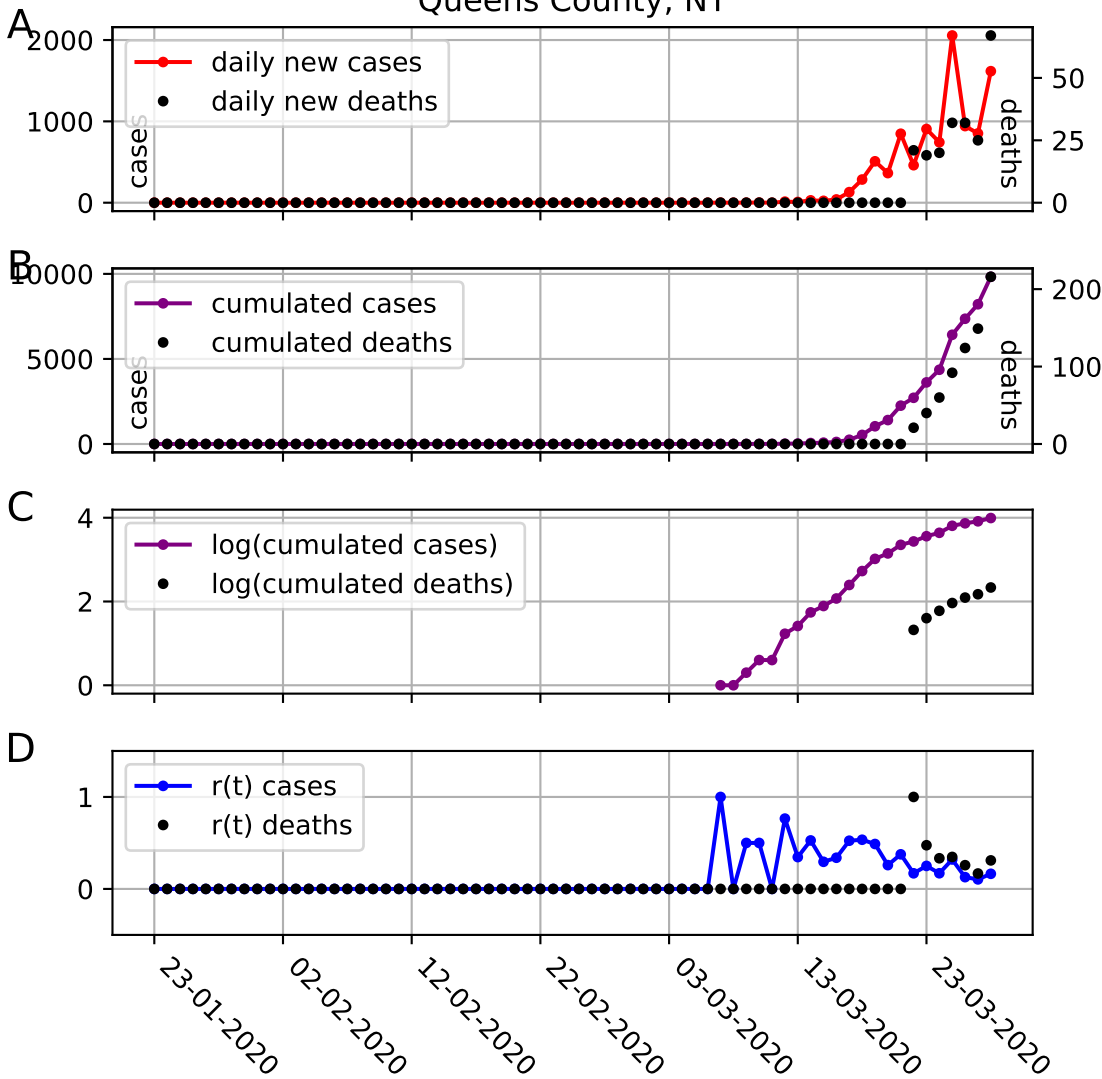 Queens County, NY
A
2000
1000
0
cases
daily new cases
daily new deaths
50
25
0
deaths
B
10000
5000
0
cases
cumulated cases
cumulated deaths
200
100
0
deaths
C
4
2
0
log(cumulated cases)
log(cumulated deaths)
D
1
0
r(t) cases
r(t) deaths
23-01-2020
02-02-2020
12-02-2020
22-02-2020
03-03-2020
13-03-2020
23-03-2020